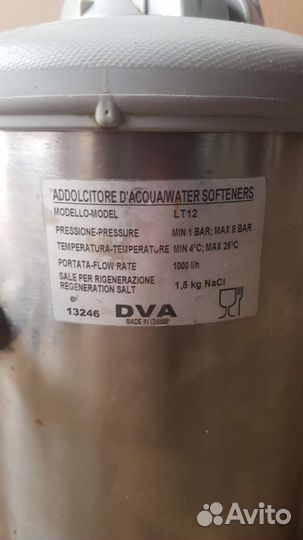 ADDOLCITORE D'ACQUA/WATER SOFTENERS
MODELLO-MODEL LT12
PRESSIONE-PRESSURE MIN 1 BAR; MAX 8 BAR
TEMPERATURA-TEMPERATURE MIN 4°C; MAX 25°C
PORTATA-FLOW RATE 1000 l/h
SALE PER RIGENERAZIONE
REGENERATION SALT 1,5 kg NaCl
13246 DVA
MADE IN
Avito